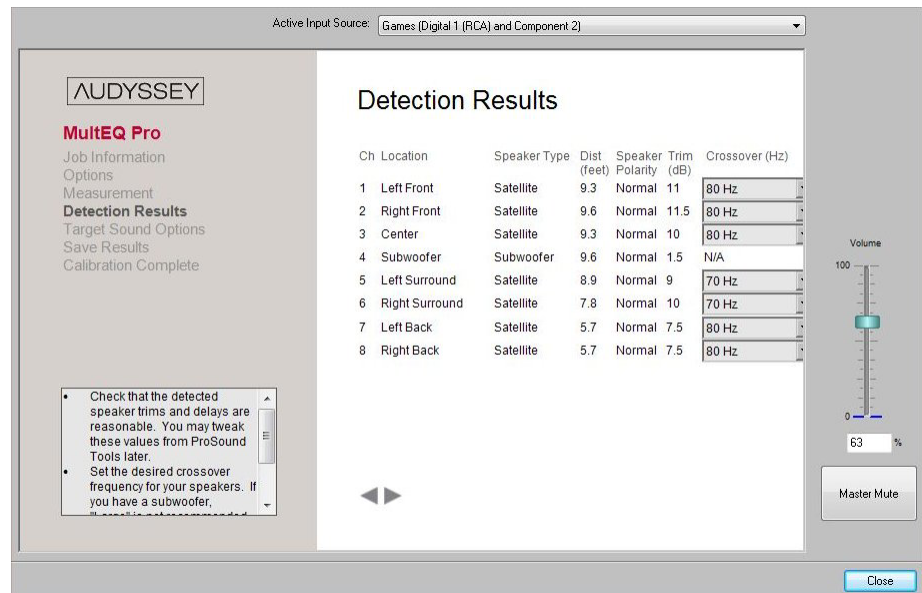 Active Input Source: Games (Digital 1 (RCA) and Component 2)
AUDYSSEY
MultEQ Pro
Job Information
Options
Measurement
Detection Results
Target Sound Options
Save Results
Calibration Complete
Check that the detected
speaker trims and delays are
reasonable. You may tweak
these values from ProSound
Tools later.
Set the desired crossover
frequency for your speakers. If
you have a subwoofer,
"Large" is not recommended
Detection Results
Ch Location Speaker Type Dist (feet) Speaker Polarity Trim (dB) Crossover (Hz)
1 Left Front Satellite 9.3 Normal 11 80 Hz
2 Right Front Satellite 9.6 Normal 11.5 80 Hz
3 Center Satellite 9.3 Normal 10 80 Hz
4 Subwoofer Subwoofer 9.6 Normal 1.5 N/A
5 Left Surround Satellite 8.9 Normal 9 70 Hz
6 Right Surround Satellite 7.8 Normal 10 70 Hz
7 Left Back Satellite 5.7 Normal 7.5 80 Hz
8 Right Back Satellite 5.7 Normal 7.5 80 Hz
Volume
100
0
63 %
Master Mute
Close